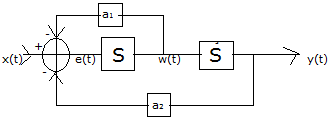 a₁
-
+
x(t)
e(t)
S
w(t)
S
y(t)
-
a₂